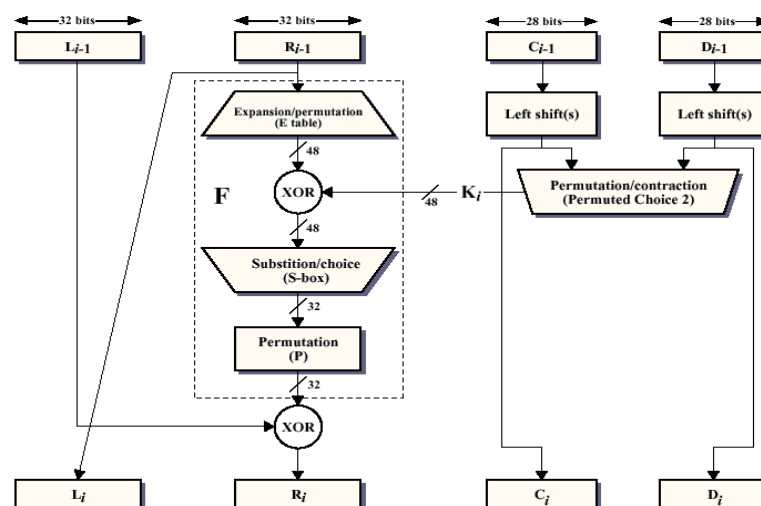 32 bits 32 bits 28 bits 28 bits
Li-1 Ri-1 Ci-1 Di-1
Expansion/permutation
(E table)
Left shift(s) Left shift(s)
48
F XOR 48 Ki Permutation/contraction
(Permuted Choice 2)
48
Substition/choice
(S-box)
32
Permutation
(P)
32
XOR
Li Ri Ci Di